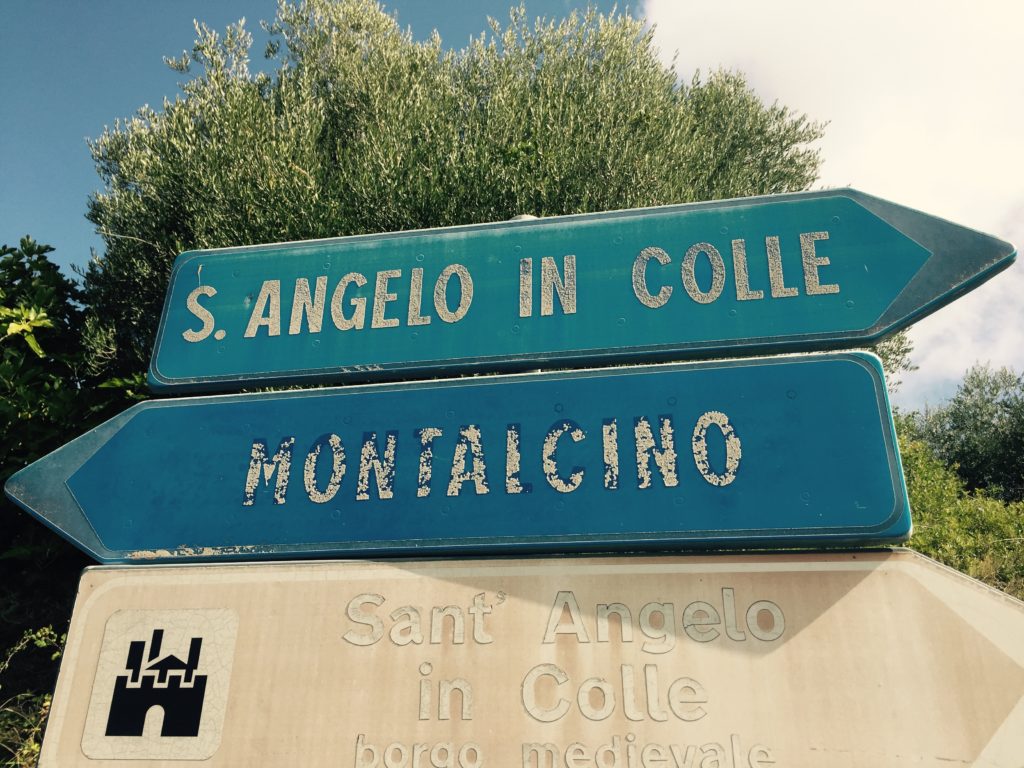 S. ANGELO IN COLLE
MONTALCINO
Sant' Angelo
in Colle
borgo medievale